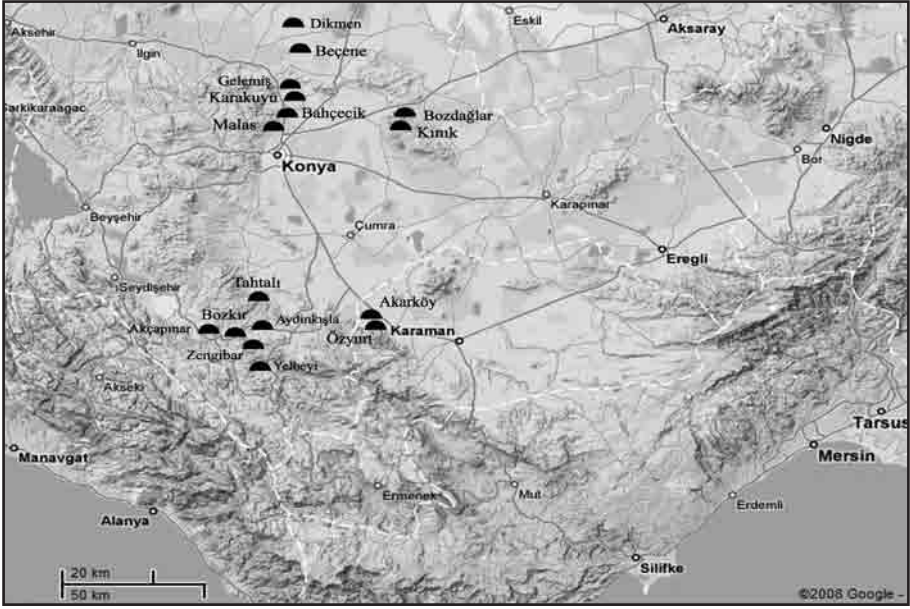 Dikmen
Eskil
Aksaray
Akşehir
Ilgin
Beçene
Gelemiş
Karakuyu
Bahçecik
Malas
Bozdağlar
Kınık
Şarkikaraagac
Konya
Nigde
Bor
Beyşehir
Karapınar
Çumra
Eregli
Seydişehir
Tahtalı
Bozkır
Akçapınar
Aydınkışla
Zengibar
Yelbeyi
Akarköy
Özyurt
Karaman
Akseki
Tarsus
Manavgat
Mersin
Ermenek
Mut
Erdemli
Alanya
Silifke
20 km
50 km
©2008 Google -